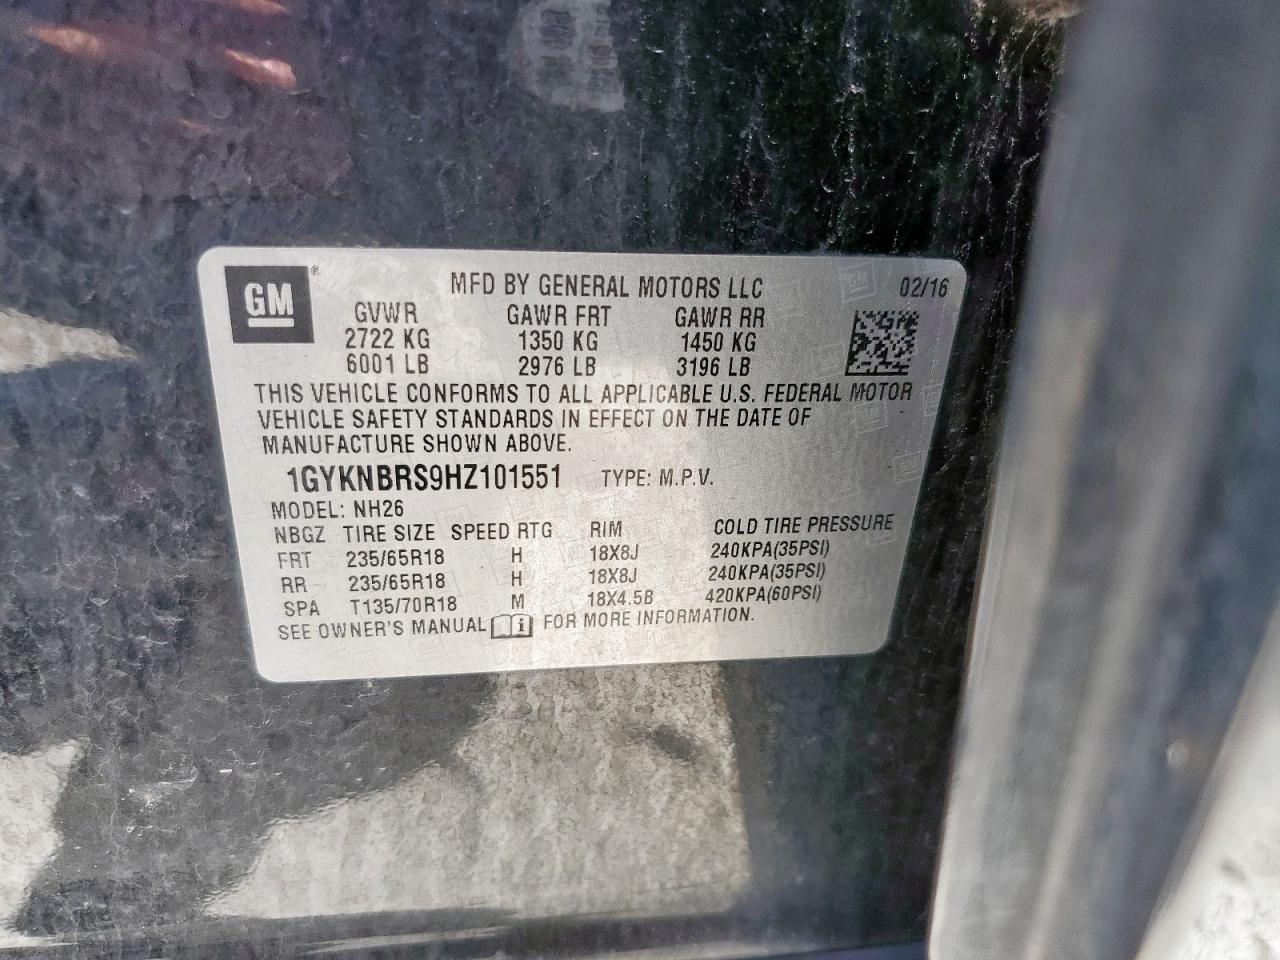 GM
MFD BY GENERAL MOTORS LLC 02/16
GVWR GAWR FRT GAWR RR
2722 KG 1350 KG 1450 KG
6001 LB 2976 LB 3196 LB
THIS VEHICLE CONFORMS TO ALL APPLICABLE U.S. FEDERAL MOTOR
VEHICLE SAFETY STANDARDS IN EFFECT ON THE DATE OF
MANUFACTURE SHOWN ABOVE.
1GYKNBRS9HZ101551 TYPE: M.P.V.
MODEL: NH26
NBGZ TIRE SIZE SPEED RTG RIM COLD TIRE PRESSURE
FRT 235/65R18 H 18X8J 240KPA(35PSI)
RR 235/65R18 H 18X8J 240KPA(35PSI)
SPA T135/70R18 M 18X4.5B 420KPA(60PSI)
SEE OWNER'S MANUAL FOR MORE INFORMATION.